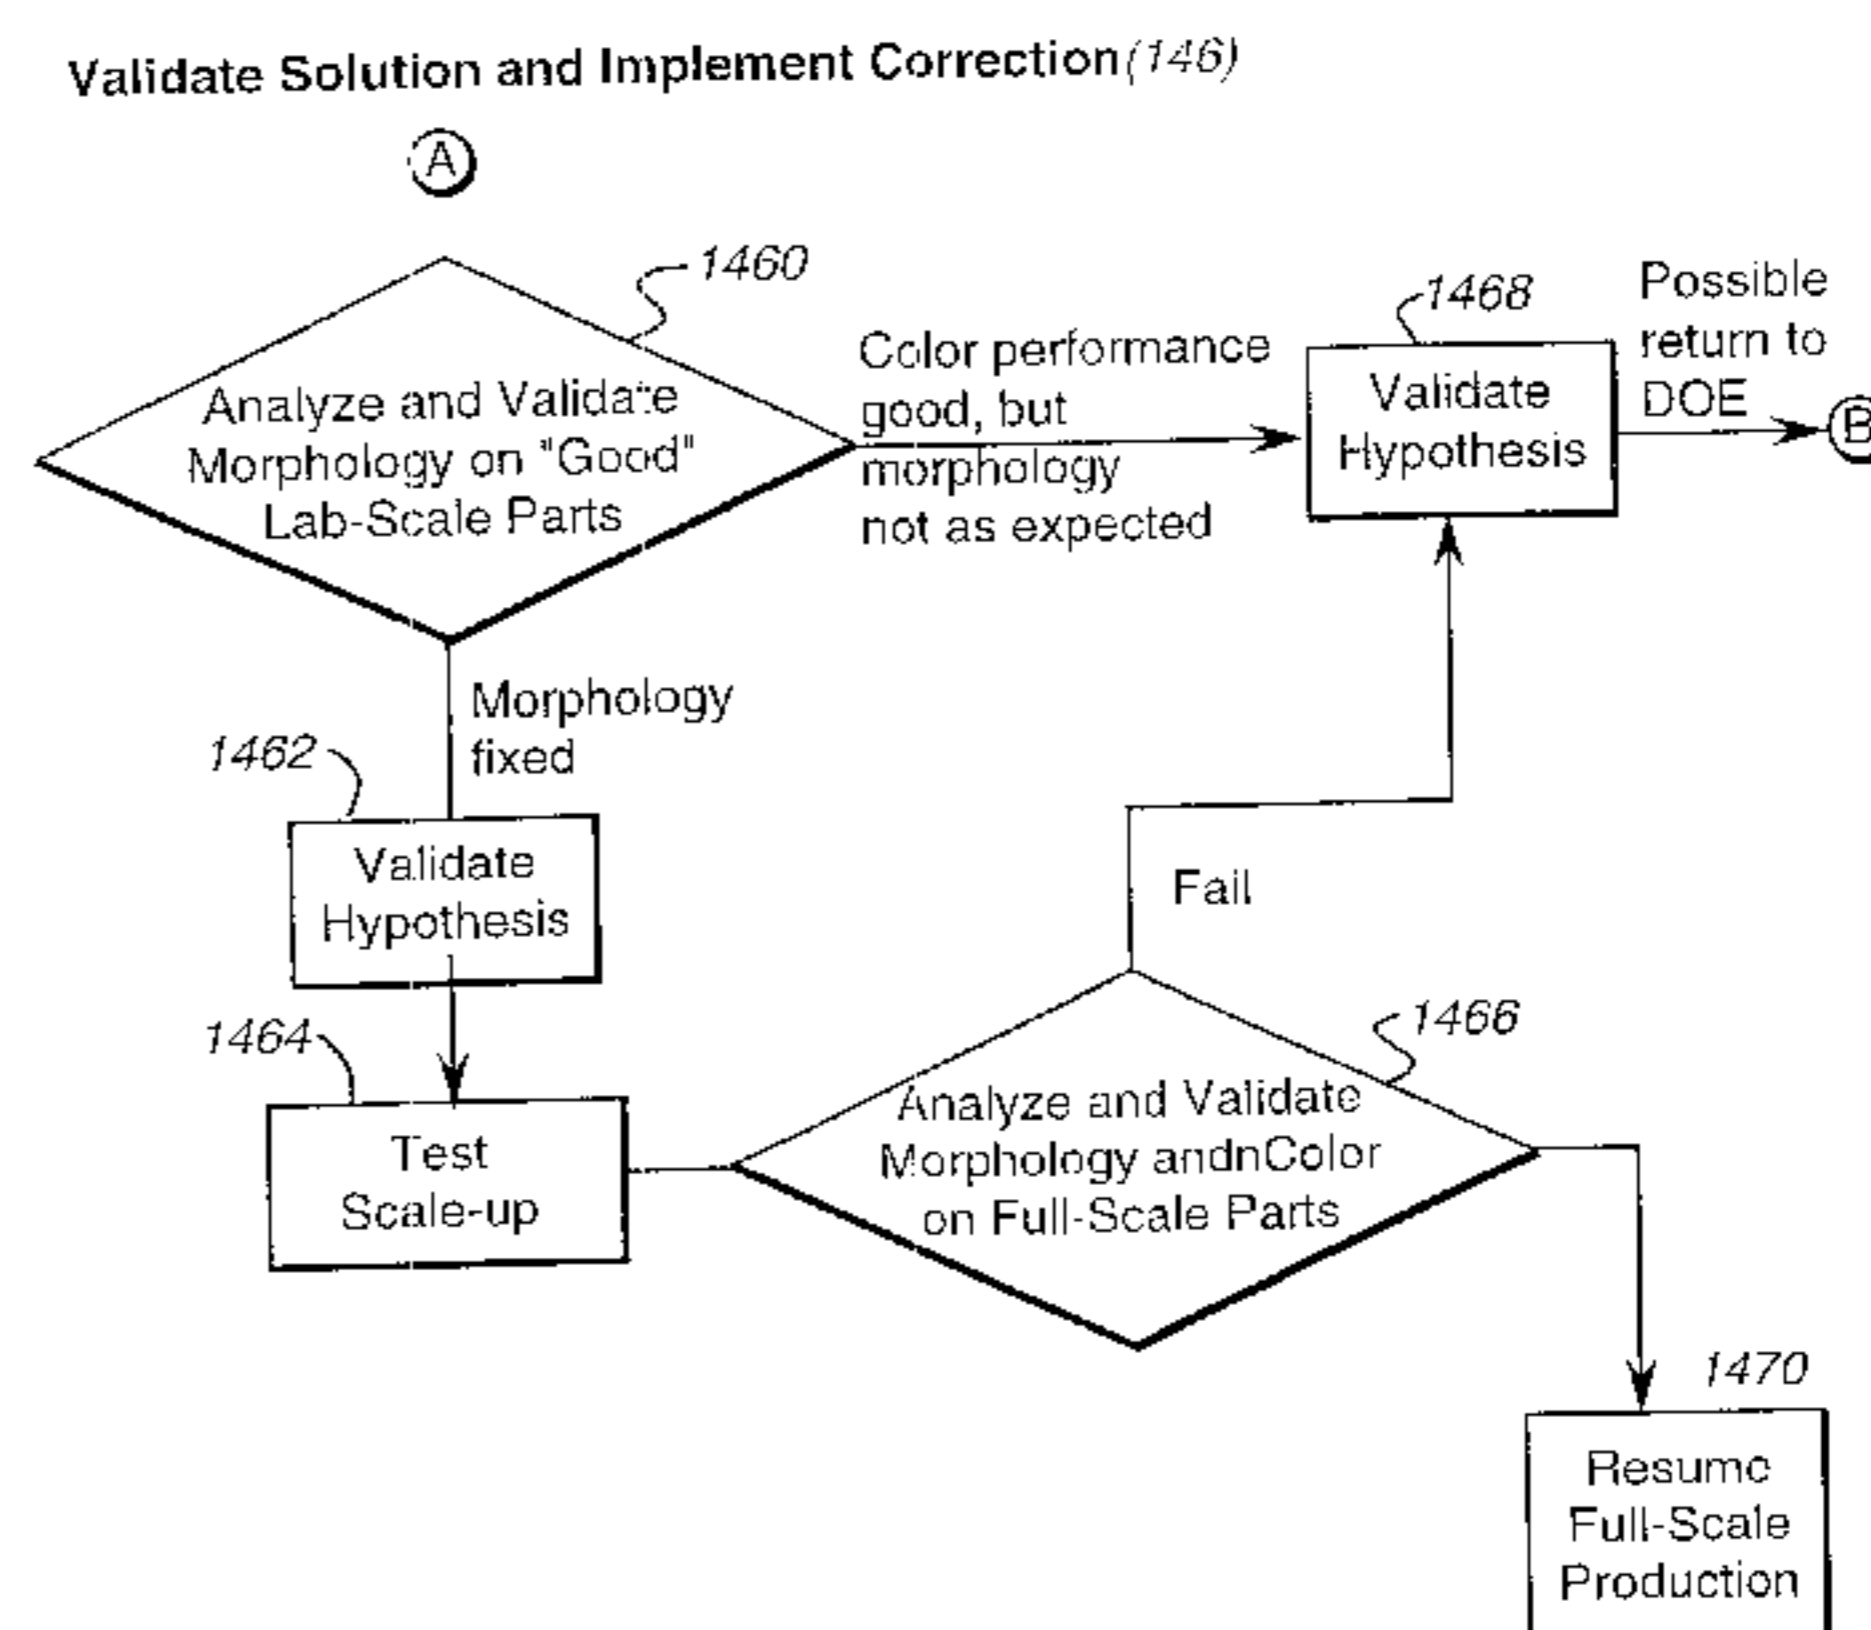 Validate Solution and Implement Correction (146)
A
1460
Analyze and Validate
Morphology on "Good"
Lab-Scale Parts
Color performance
good, but
morphology
not as expected
1468
Validate
Hypothesis
Possible
return to
DOE
B
Morphology
fixed
1462
Validate
Hypothesis
Fail
1464
Test
Scale-up
1466
Analyze and Validate
Morphology andnColor
on Full-Scale Parts
1470
Resume
Full-Scale
Production